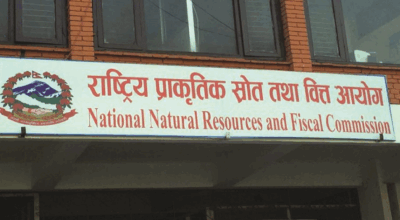 राष्ट्रिय प्राकृतिक स्रोत तथा वित्त आयोग
National Natural Resources and Fiscal Commission